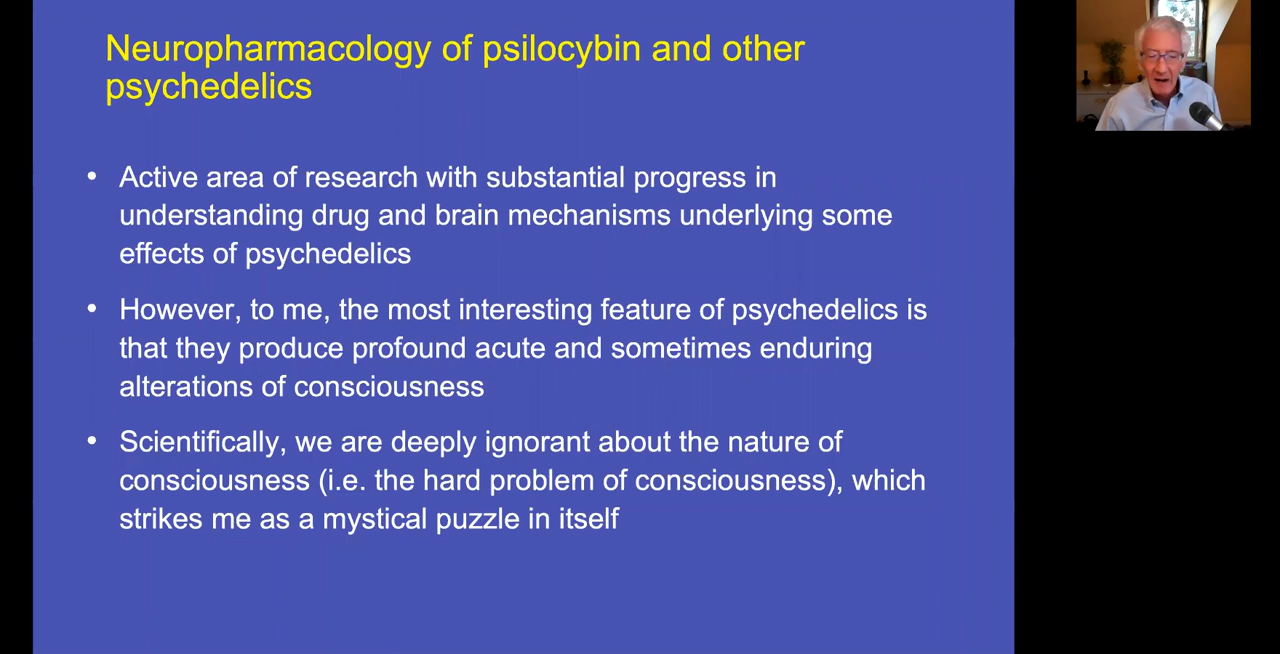 Neuropharmacology of psilocybin and other
psychedelics
• Active area of research with substantial progress in
understanding drug and brain mechanisms underlying some
effects of psychedelics
• However, to me, the most interesting feature of psychedelics is
that they produce profound acute and sometimes enduring
alterations of consciousness
• Scientifically, we are deeply ignorant about the nature of
consciousness (i.e. the hard problem of consciousness), which
strikes me as a mystical puzzle in itself